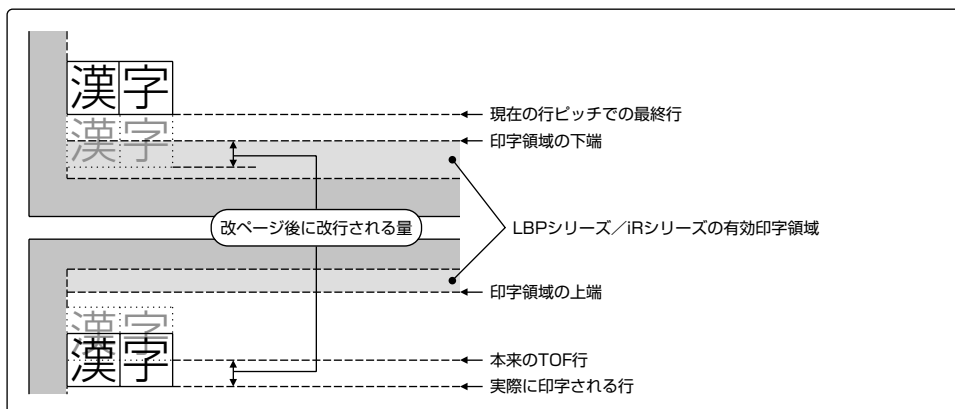 漢字
現在の行ピッチでの最終行
漢字
印字領域の下端
改ページ後に改行される量
LBPシリーズ／iRシリーズの有効印字領域
印字領域の上端
漢字
漢字
本来のTOF行
実際に印字される行